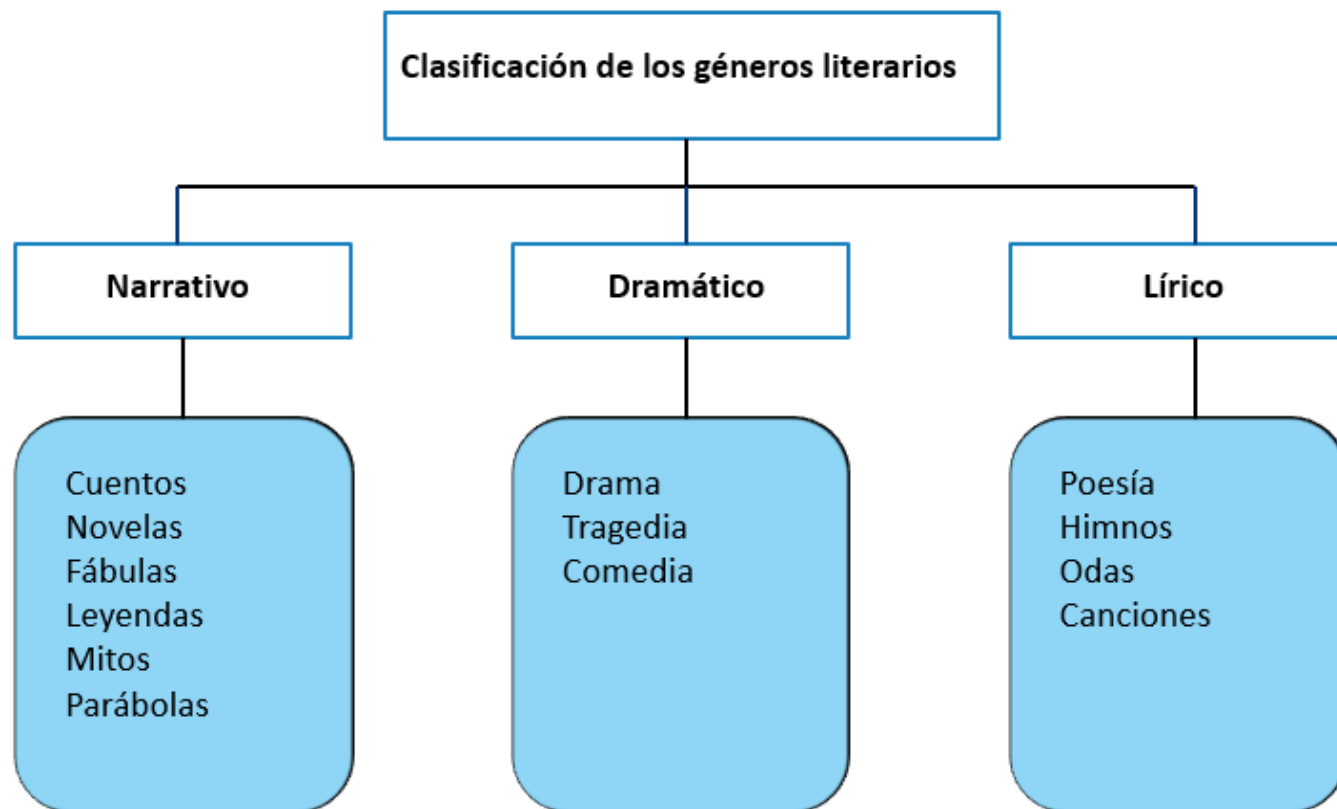 Clasificación de los géneros literarios
Narrativo
Dramático
Lírico
Cuentos
Novelas
Fábulas
Leyendas
Mitos
Parábolas
Drama
Tragedia
Comedia
Poesía
Himnos
Odas
Canciones